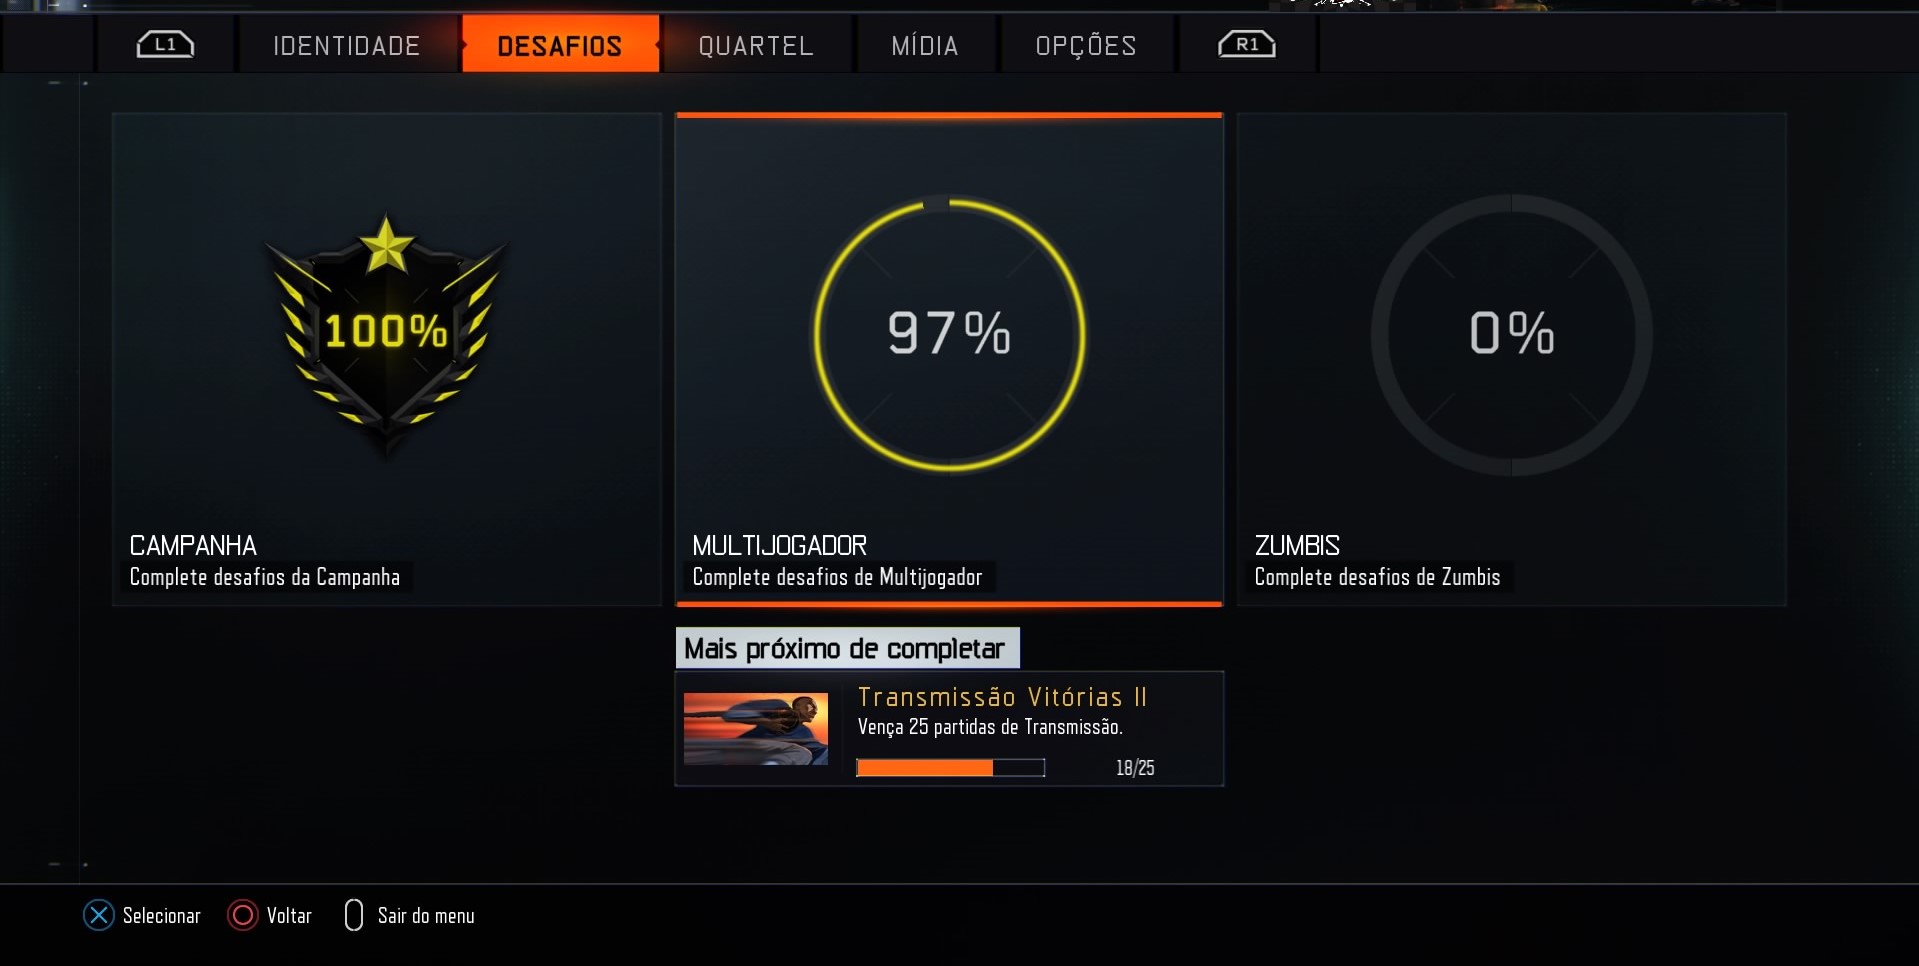 L1
IDENTIDADE
DESAFIOS
QUARTEL
MÍDIA
OPÇÕES
R1
100%
CAMPANHA
Complete desafios da Campanha
97%
MULTIJOGADOR
Complete desafios de Multijogador
0%
ZUMBIS
Complete desafios de Zumbis
Mais próximo de completar
Transmissão Vitórias II
Vença 25 partidas de Transmissão.
18/25
Selecionar
Voltar
Sair do menu